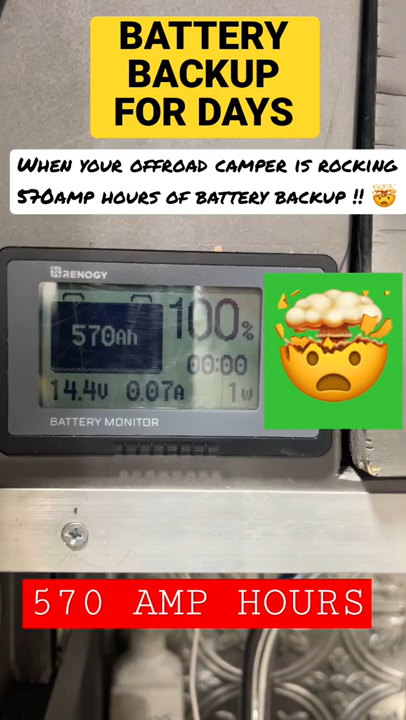 BATTERY
BACKUP
FOR DAYS
When your offroad camper is rocking
570amp hours of battery backup !! 🤯
RENOGY
570Ah
100%
00:00
14.4V 0.07A 1W
BATTERY MONITOR
570 AMP HOURS